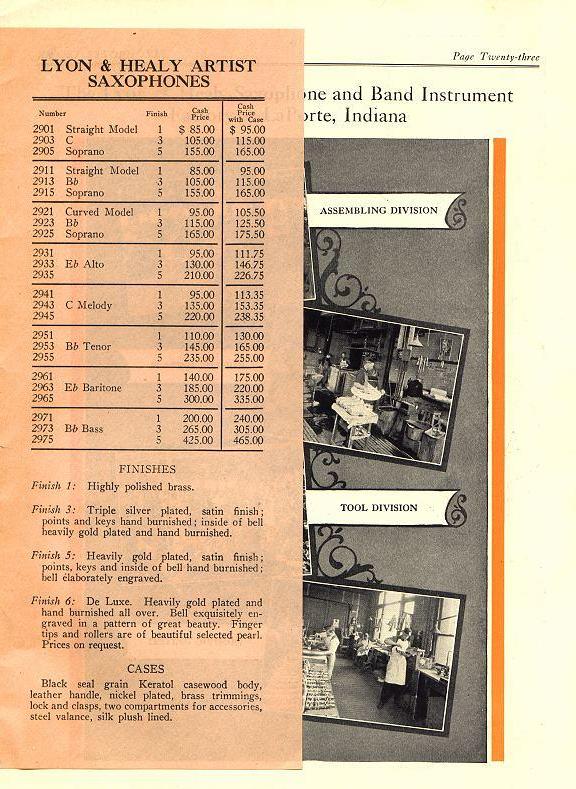 LYON & HEALY ARTIST
SAXOPHONES
Number Finish Cash Price Cash Price with Case
2901 Straight Model 1 $ 85.00 $ 95.00
2903 C 3 105.00 115.00
2905 Soprano 5 155.00 165.00
2911 Straight Model 1 85.00 95.00
2913 Bb 3 105.00 115.00
2915 Soprano 5 155.00 165.00
2921 Curved Model 1 95.00 105.50
2923 Bb 3 115.00 125.50
2925 Soprano 5 165.00 175.50
2931 1 95.00 111.75
2933 Eb Alto 3 130.00 146.75
2935 5 210.00 226.75
2941 1 95.00 113.35
2943 C Melody 3 135.00 153.35
2945 5 220.00 238.35
2951 1 110.00 130.00
2953 Bb Tenor 3 145.00 165.00
2955 5 235.00 255.00
2961 1 140.00 175.00
2963 Eb Baritone 3 185.00 220.00
2965 5 300.00 335.00
2971 1 200.00 240.00
2973 Bb Bass 3 265.00 305.00
2975 5 425.00 465.00
FINISHES
Finish 1: Highly polished brass.
Finish 3: Triple silver plated, satin finish;
points and keys hand burnished; inside of bell
heavily gold plated and hand burnished.
Finish 5: Heavily gold plated, satin finish;
points, keys and inside of bell hand burnished;
bell elaborately engraved.
Finish 6: De Luxe. Heavily gold plated and
hand burnished all over. Bell exquisitely en-
graved in a pattern of great beauty. Finger
tips and rollers are of beautiful selected pearl.
Prices on request.
CASES
Black seal grain Keratol casewood body,
leather handle, nickel plated, brass trimmings,
lock and clasps, two compartments for accessories,
steel valance, silk plush lined.
Page Twenty-three
one and Band Instrument
LaPorte, Indiana
ASSEMBLING DIVISION
TOOL DIVISION